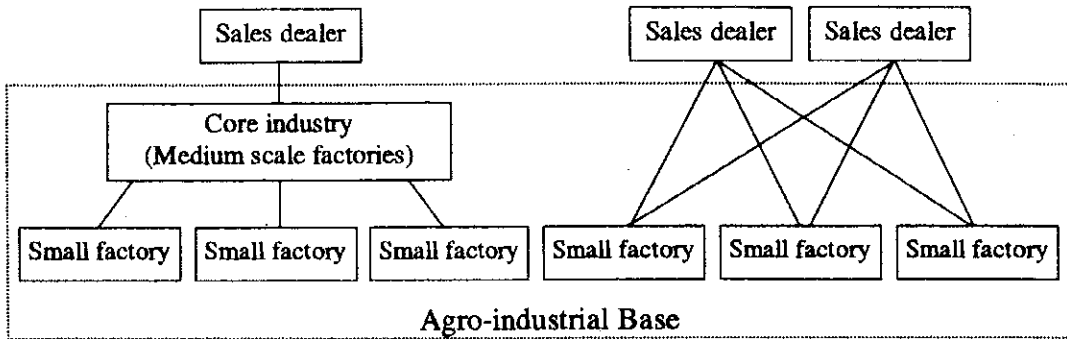 Sales dealer
Sales dealer
Sales dealer
Core industry
(Medium scale factories)
Small factory
Small factory
Small factory
Small factory
Small factory
Small factory
Agro-industrial Base